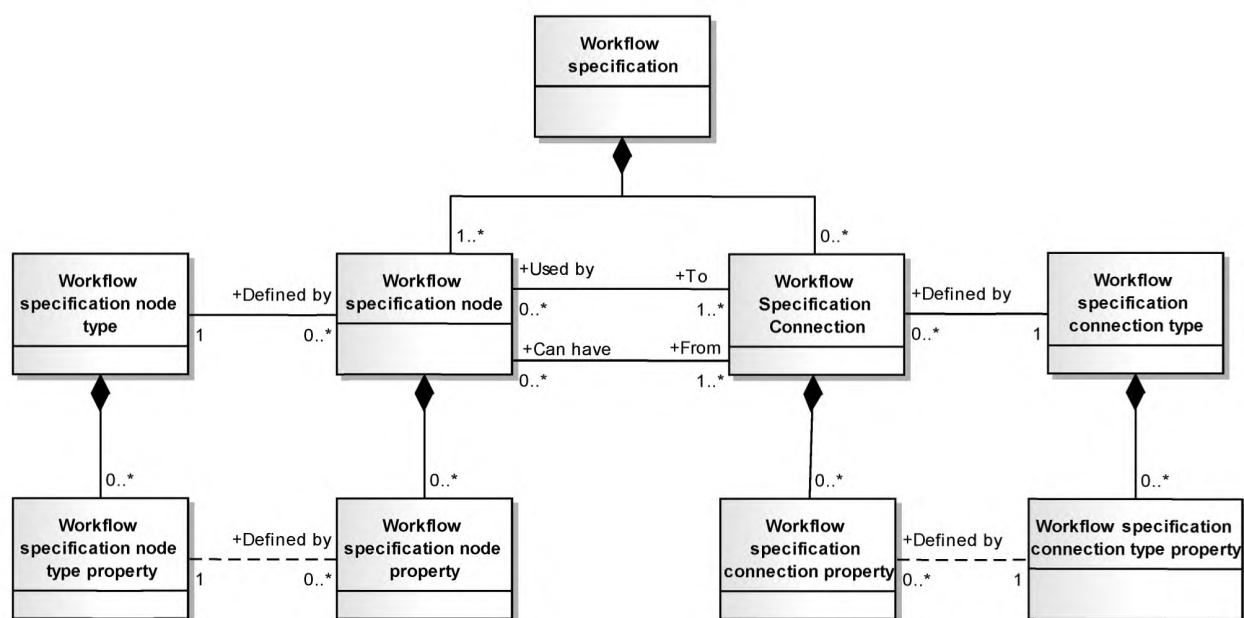 Workflow
specification
1..*
0..*
Workflow
specification node
type
+Defined by
1
0..*
Workflow
specification node
+Used by
+To
0..*
1..*
+Can have
+From
0..*
1..*
Workflow
Specification
Connection
+Defined by
0..*
1
Workflow
specification
connection type
0..*
0..*
0..*
0..*
Workflow
specification node
type property
+Defined by
1
0..*
Workflow
specification node
property
Workflow
specification
connection property
+Defined by
0..*
1
Workflow specification
connection type property